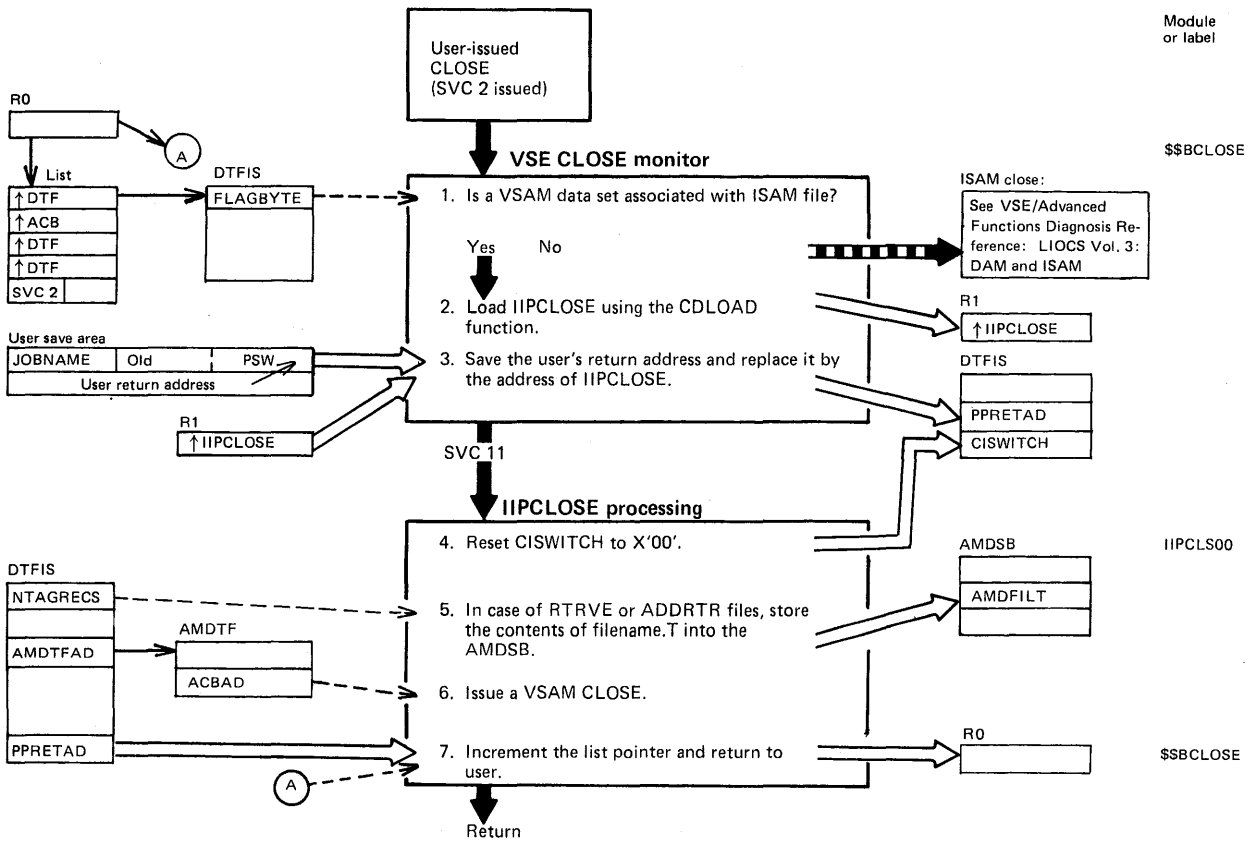 Module
or label
User-issued
CLOSE
(SVC 2 issued)
R0
A
List
↑DTF
↑ACB
↑DTF
↑DTF
SVC 2
DTFIS
FLAGBYTE
VSE CLOSE monitor
$$BCLOSE
1. Is a VSAM data set associated with ISAM file?
Yes No
ISAM close:
See VSE/Advanced
Functions Diagnosis Re-
ference: LIOCS Vol. 3:
DAM and ISAM
2. Load IIPCLOSE using the CDLOAD
function.
R1
↑IIPCLOSE
User save area
JOBNAME Old PSW
User return address
3. Save the user's return address and replace it by
the address of IIPCLOSE.
DTFIS
PPRETAD
CISWITCH
R1
↑IIPCLOSE
SVC 11
IIPCLOSE processing
4. Reset CISWITCH to X'00'.
AMDSB
AMDFILT
IIPCLS00
DTFIS
NTAGRECS
AMDTFAD
PPRETAD
AMDTF
ACBAD
5. In case of RTRVE or ADDRTR files, store
the contents of filename.T into the
AMDSB.
6. Issue a VSAM CLOSE.
7. Increment the list pointer and return to
user.
R0
$$BCLOSE
A
Return